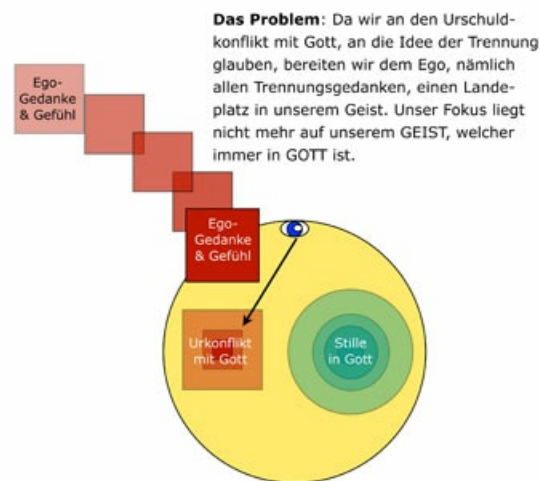 Das Problem: Da wir an den Urschuld-
konflikt mit Gott, an die Idee der Trennung
glauben, bereiten wir dem Ego, nämlich
allen Trennungsgedanken, einen Lande-
platz in unserem Geist. Unser Fokus liegt
nicht mehr auf unserem GEIST, welcher
immer in GOTT ist.
Ego-
Gedanke
& Gefühl
Ego-
Gedanke
& Gefühl
Urkonflikt
mit Gott
Stille
in Gott